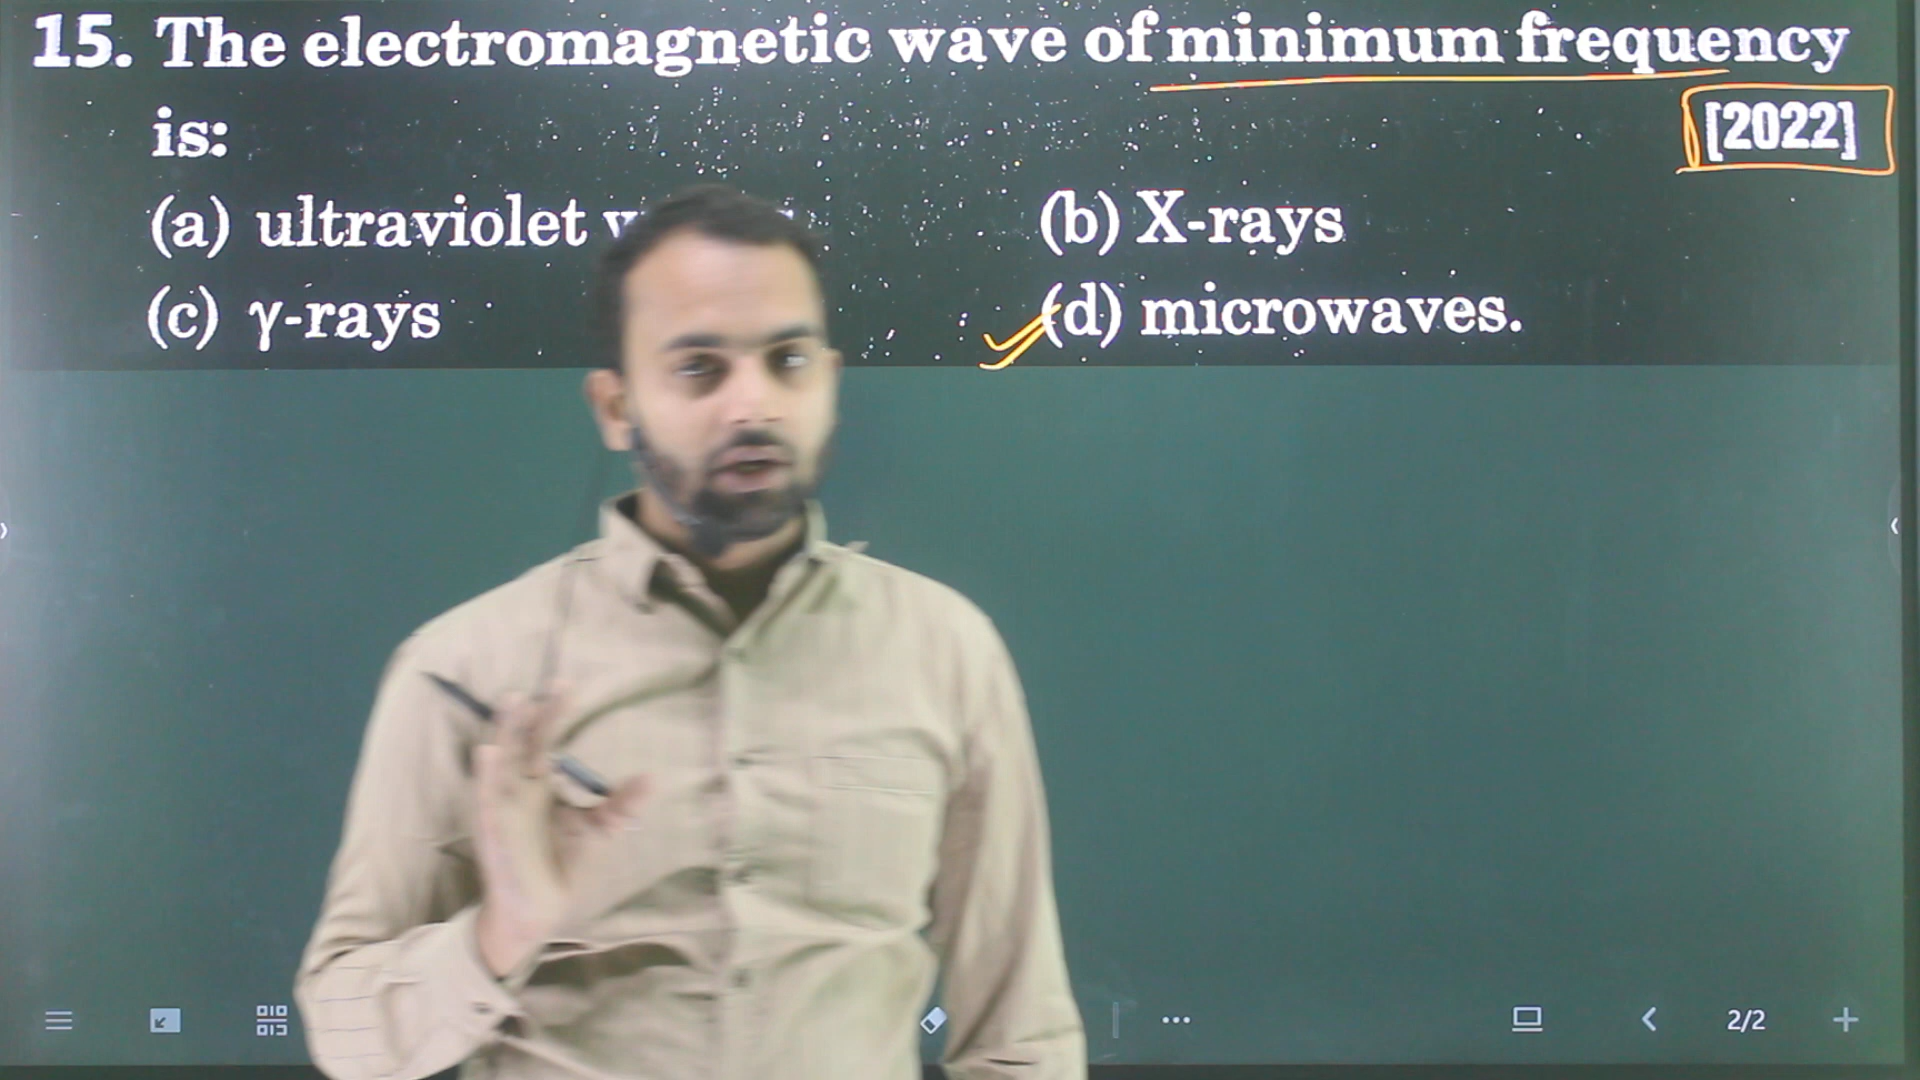 15. The electromagnetic wave of minimum frequency
is:
[2022]
(a) ultraviolet
(b) X-rays
(c) γ-rays
(d) microwaves.
2/2